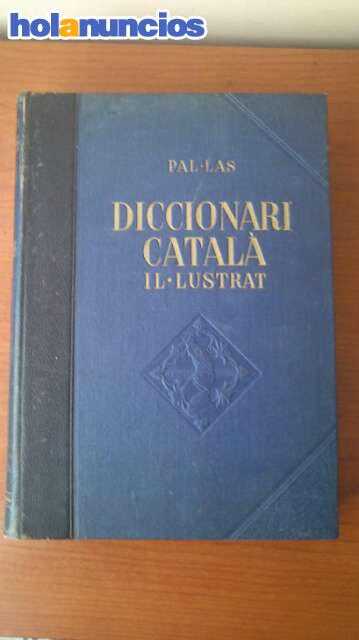 holanuncios
PAL·LAS
DICCIONARI
CATALÀ
IL·LUSTRAT